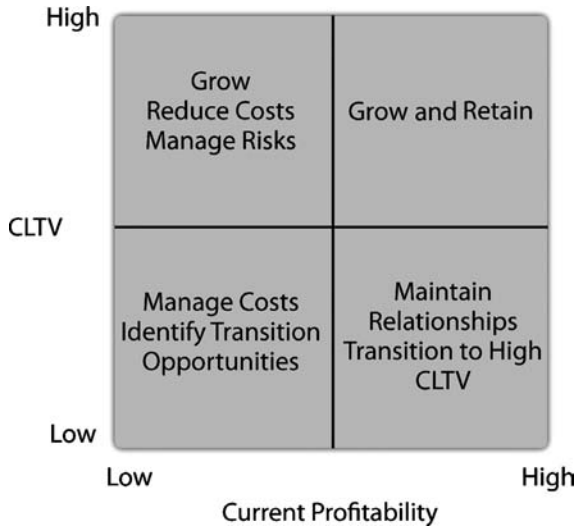 High
Grow
Reduce Costs
Manage Risks
Grow and Retain
CLTV
Manage Costs
Identify Transition
Opportunities
Maintain
Relationships
Transition to High
CLTV
Low
Low
High
Current Profitability